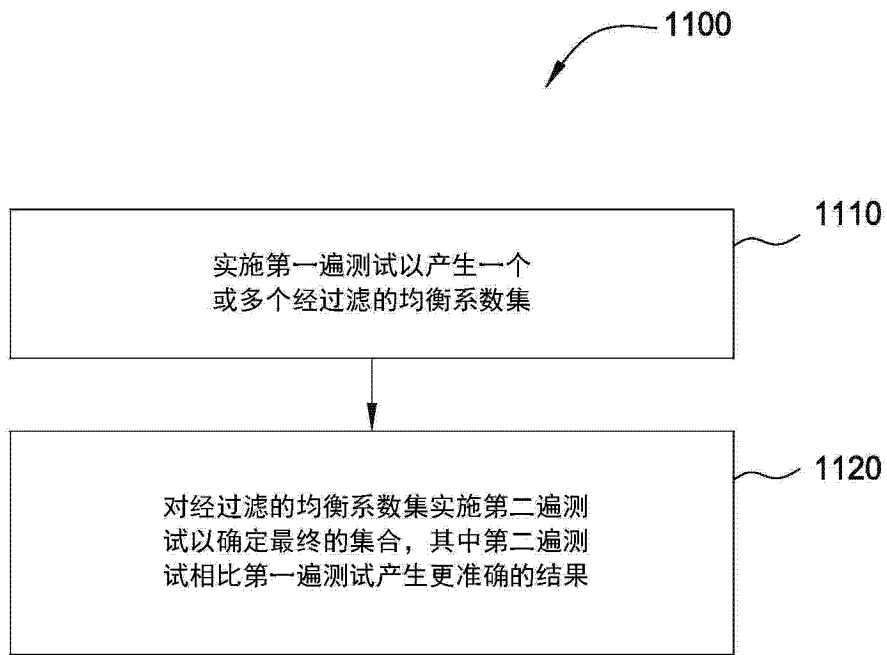 1100
1110
实施第一遍测试以产生一个
或多个经过滤的均衡系数集
1120
对经过滤的均衡系数集实施第二遍测
试以确定最终的集合，其中第二遍测
试相比第一遍测试产生更准确的结果